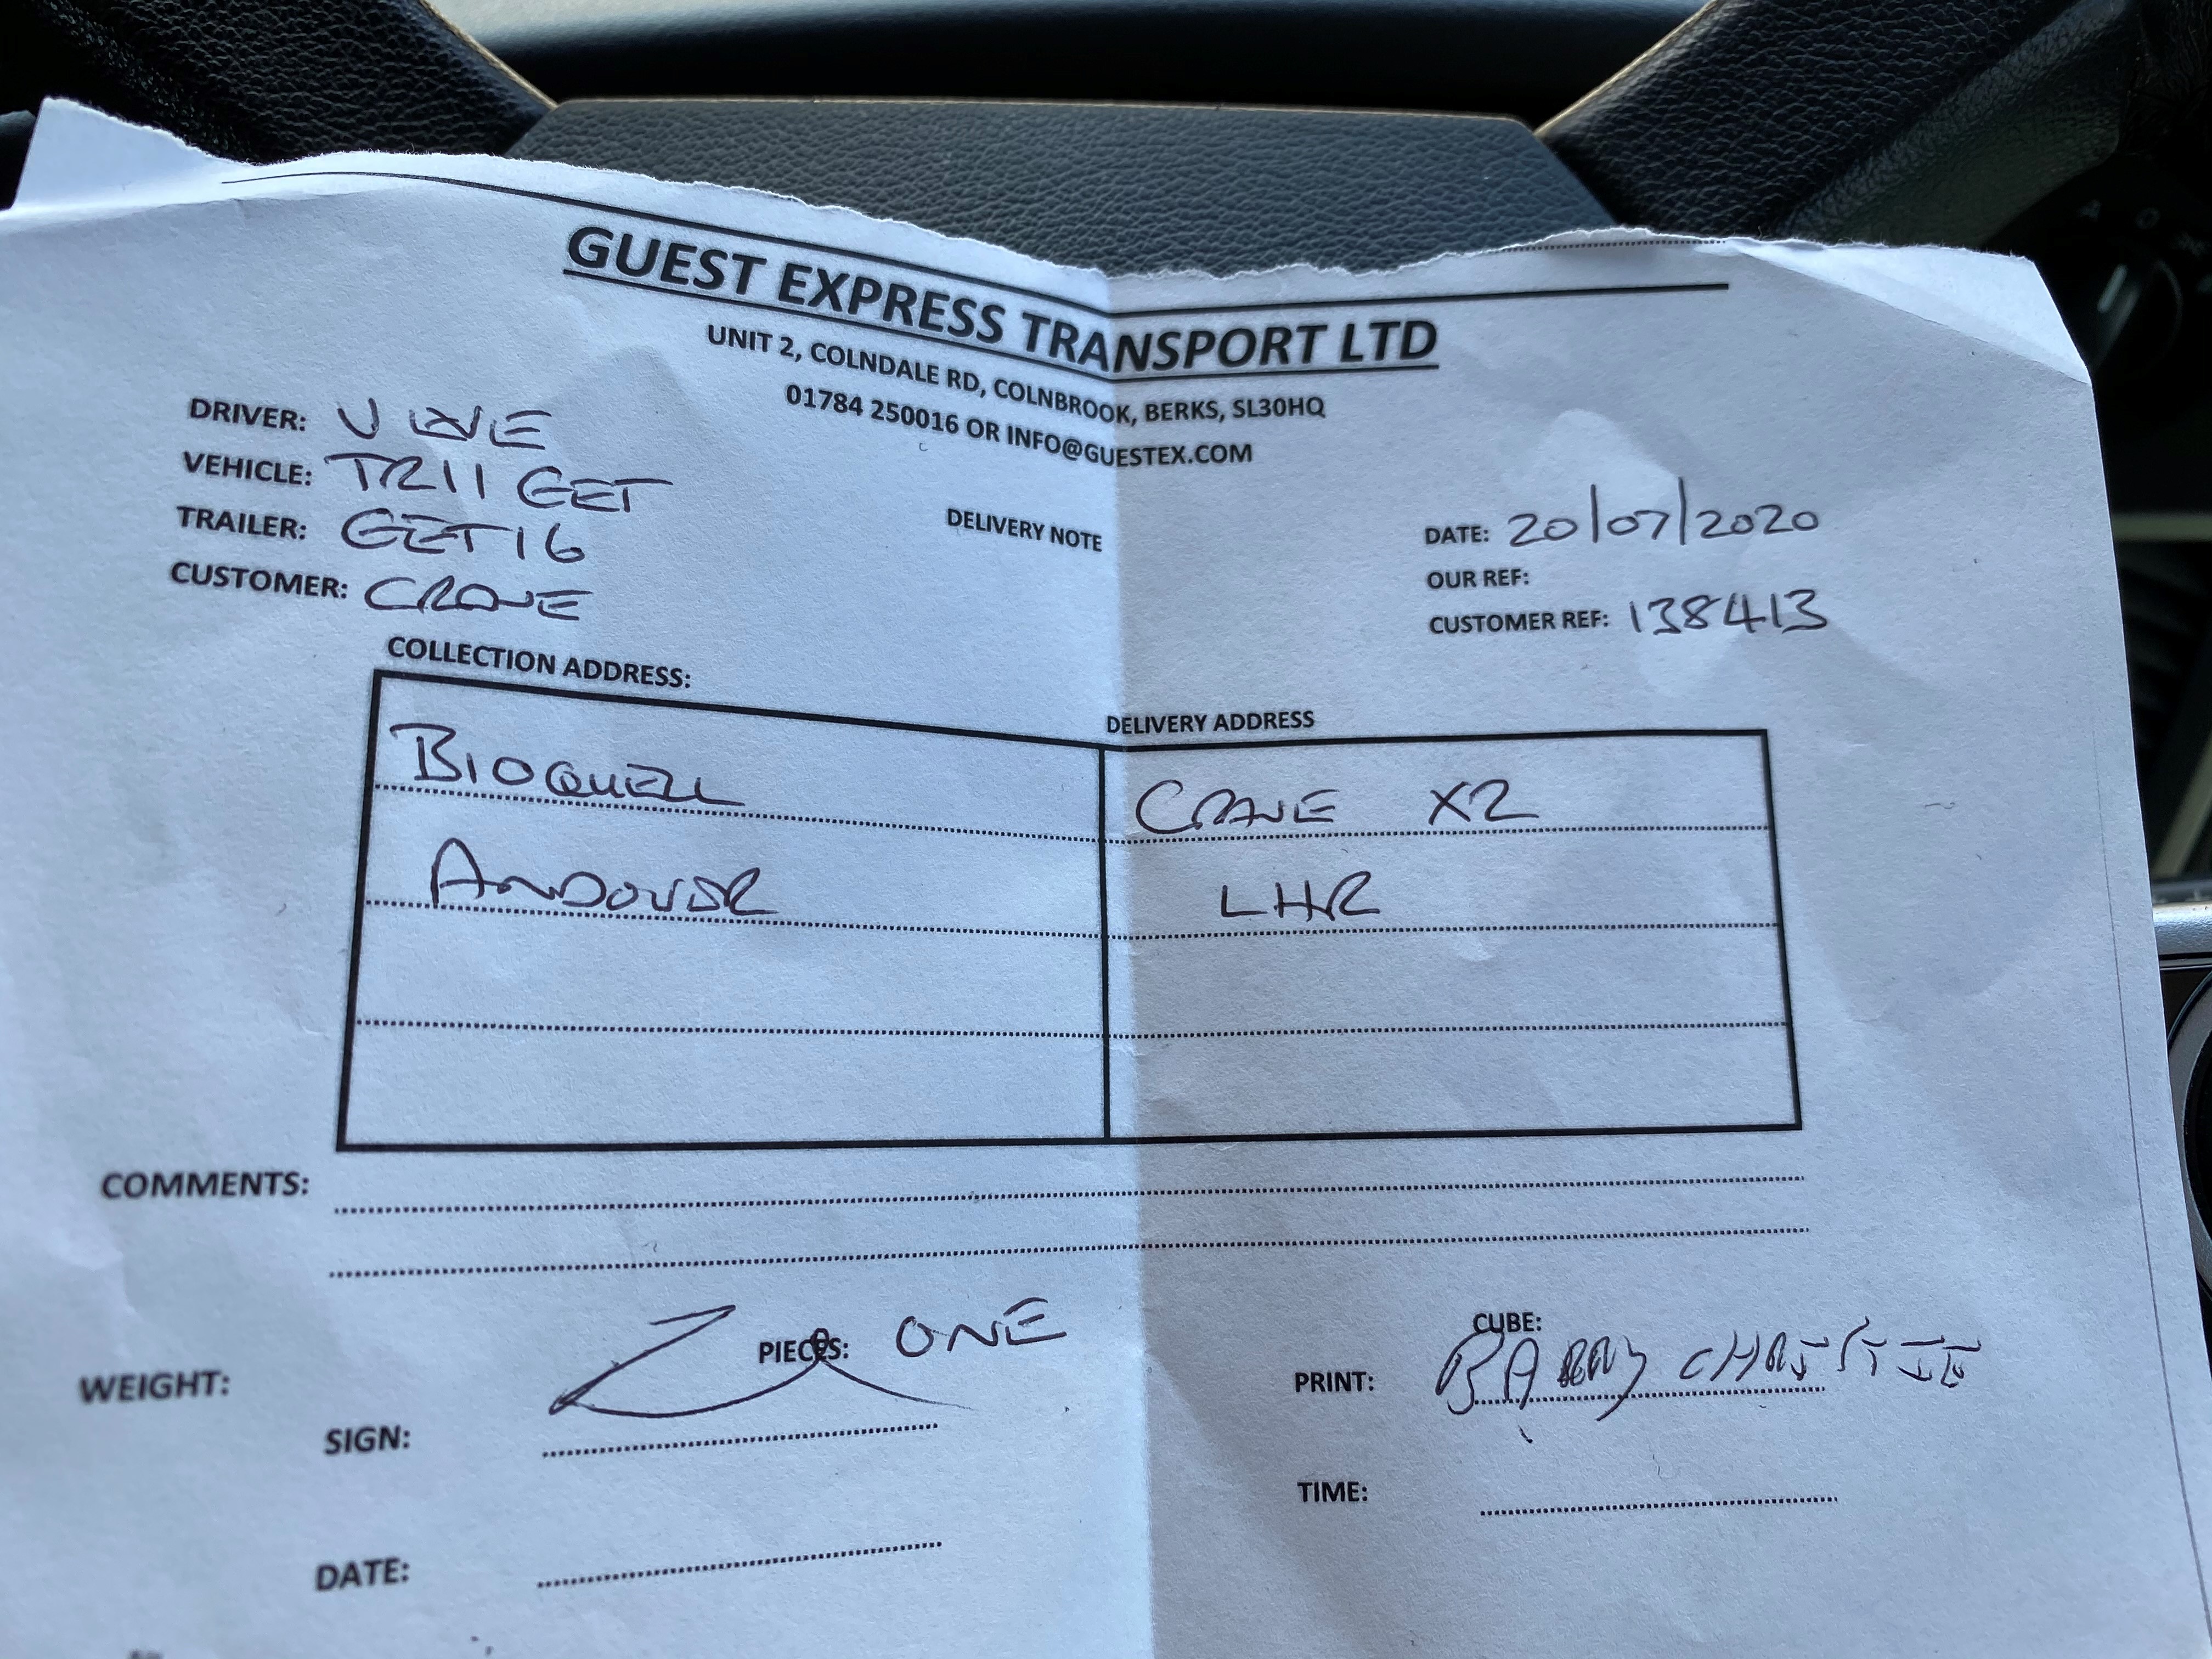 GUEST EXPRESS TRANSPORT LTD
UNIT 2, COLNDALE RD, COLNBROOK, BERKS, SL30HQ
01784 250016 OR INFO@GUESTEX.COM
DRIVER:
VEHICLE: TR11 GET
TRAILER: GET16
CUSTOMER: CRANE
DELIVERY NOTE
DATE: 20/07/2020
OUR REF:
CUSTOMER REF: 138413
COLLECTION ADDRESS:
BIOQUELL
ANDOVER
DELIVERY ADDRESS
CRANE X2
LHR
COMMENTS:
WEIGHT:
PIECES: ONE
CUBE:
SIGN:
PRINT: BARRY CHRISTIE
DATE:
TIME: